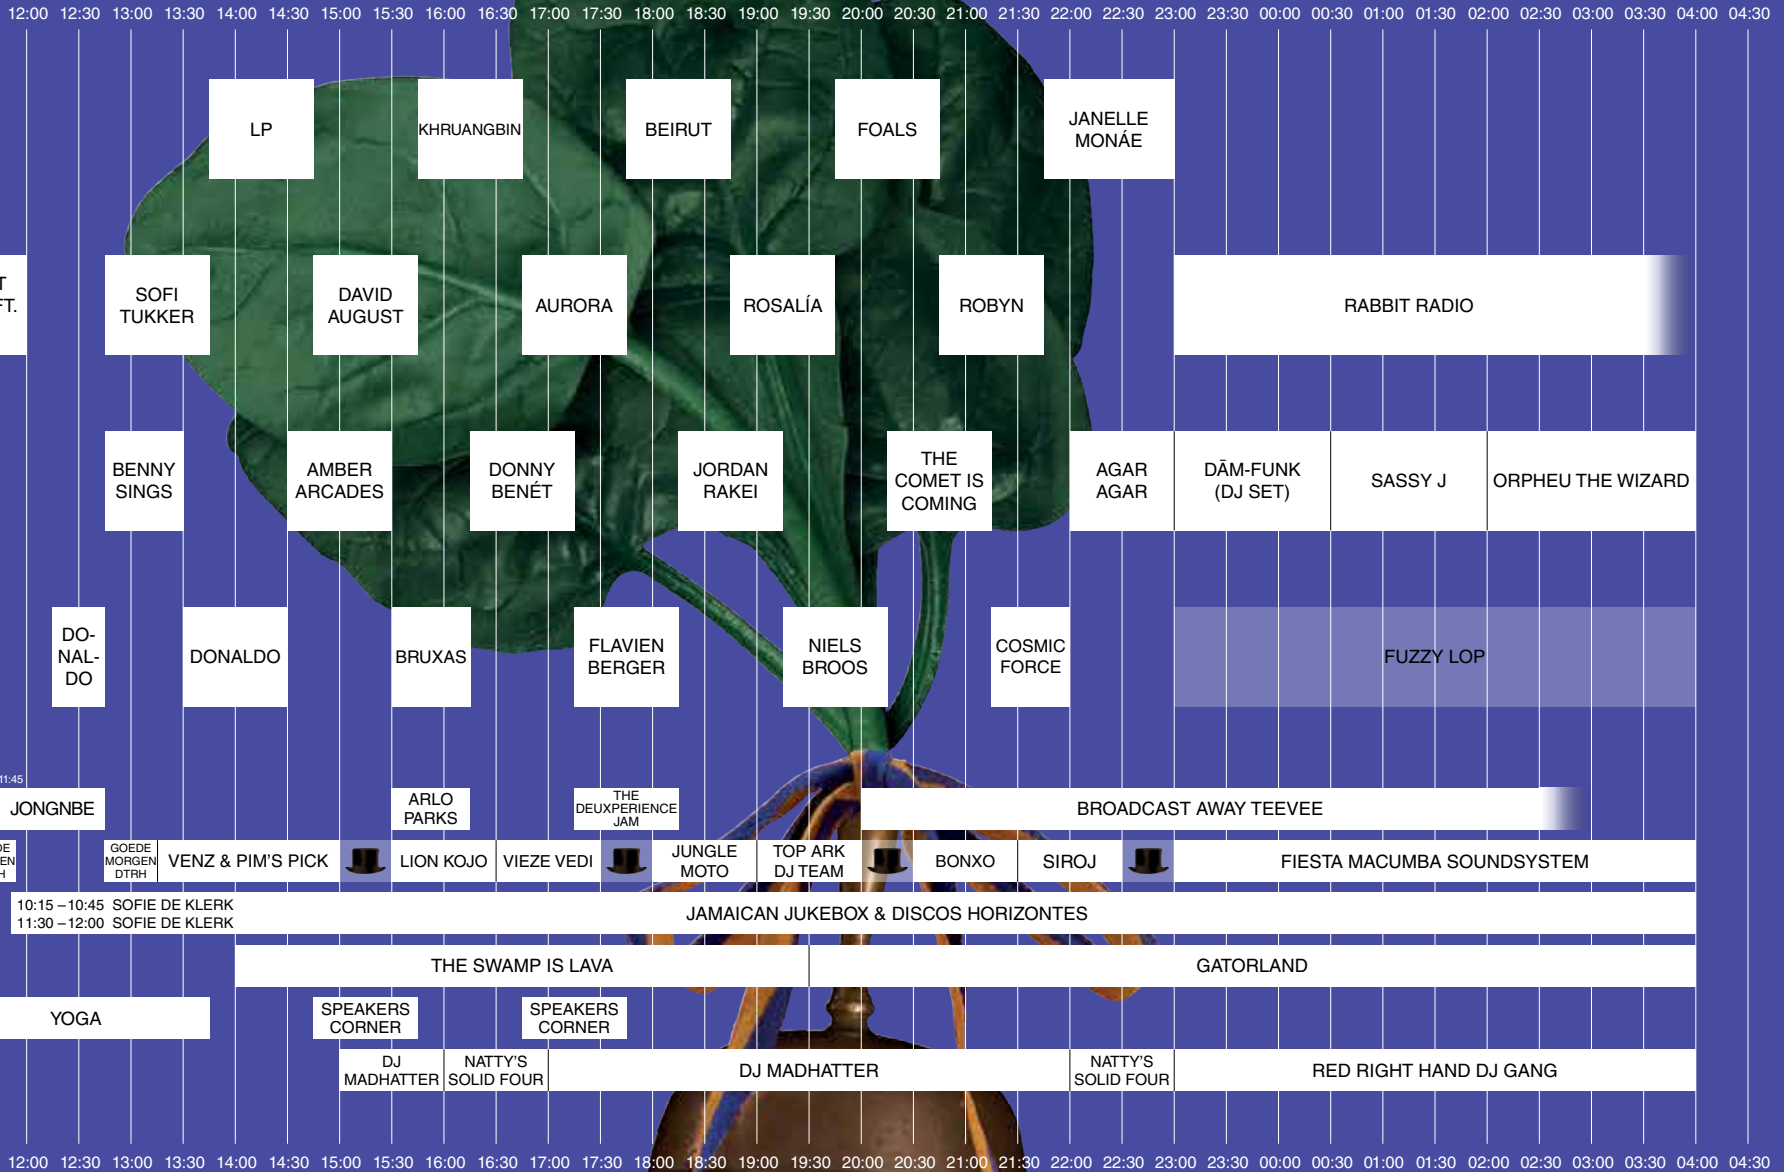 12:00 12:30 13:00 13:30 14:00 14:30 15:00 15:30 16:00 16:30 17:00 17:30 18:00 18:30 19:00 19:30 20:00 20:30 21:00 21:30 22:00 22:30 23:00 23:30 00:00 00:30 01:00 01:30 02:00 02:30 03:00 03:30 04:00 04:30
LP
KHRUANGBIN
BEIRUT
FOALS
JANELLE
MONÁE
T
FT.
SOFI
TUKKER
DAVID
AUGUST
AURORA
ROSALÍA
ROBYN
RABBIT RADIO
BENNY
SINGS
AMBER
ARCADES
DONNY
BENÉT
JORDAN
RAKEI
THE
COMET IS
COMING
AGAR
AGAR
DĀM-FUNK
(DJ SET)
SASSY J
ORPHEU THE WIZARD
DO-
NAL-
DO
DONALDO
BRUXAS
FLAVIEN
BERGER
NIELS
BROOS
COSMIC
FORCE
FUZZY LOP
11:45
JONGNBE
ARLO
PARKS
THE
DEUXPERIENCE
JAM
BROADCAST AWAY TEEVEE
DE
EN
H
GOEDE
MORGEN
DTRH
VENZ & PIM'S PICK
LION KOJO
VIEZE VEDI
JUNGLE
MOTO
TOP ARK
DJ TEAM
BONXO
SIROJ
FIESTA MACUMBA SOUNDSYSTEM
10:15 – 10:45 SOFIE DE KLERK
11:30 – 12:00 SOFIE DE KLERK
JAMAICAN JUKEBOX & DISCOS HORIZONTES
THE SWAMP IS LAVA
GATORLAND
YOGA
SPEAKERS
CORNER
SPEAKERS
CORNER
DJ
MADHATTER
NATTY'S
SOLID FOUR
DJ MADHATTER
NATTY'S
SOLID FOUR
RED RIGHT HAND DJ GANG
12:00 12:30 13:00 13:30 14:00 14:30 15:00 15:30 16:00 16:30 17:00 17:30 18:00 18:30 19:00 19:30 20:00 20:30 21:00 21:30 22:00 22:30 23:00 23:30 00:00 00:30 01:00 01:30 02:00 02:30 03:00 03:30 04:00 04:30